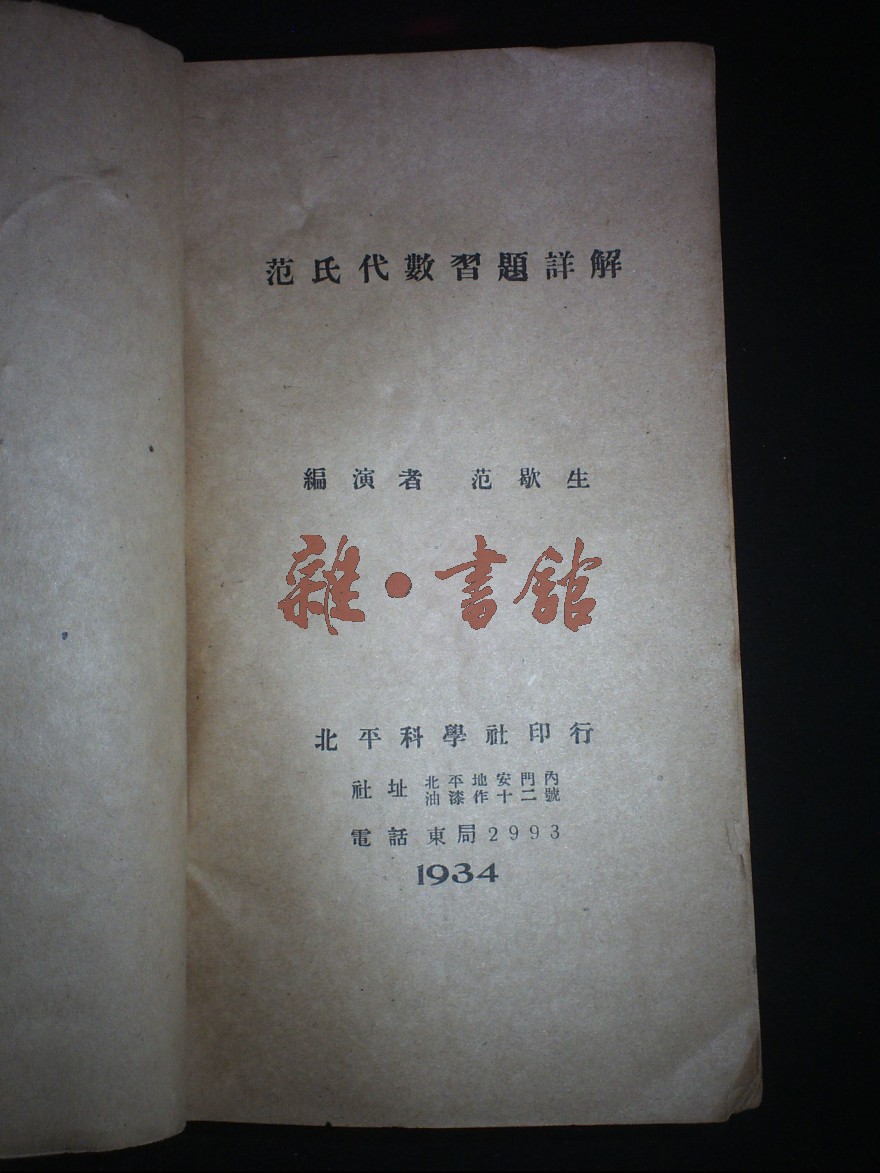 范氏代數習題詳解
編演者 范歇生
雜·書館
北平科學社印行
社址 北平地安門內
油漆作十二號
電話東局2993
1934